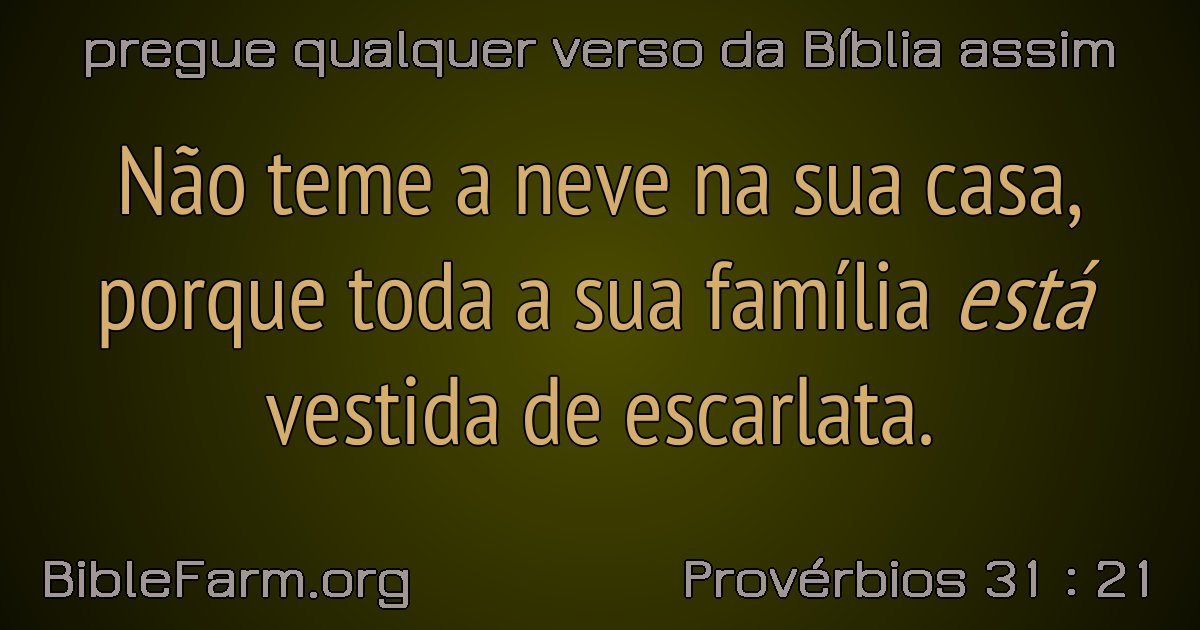 pregue qualquer verso da Bíblia assim
Não teme a neve na sua casa,
porque toda a sua família está
vestida de escarlata.
BibleFarm.org
Provérbios 31 : 21